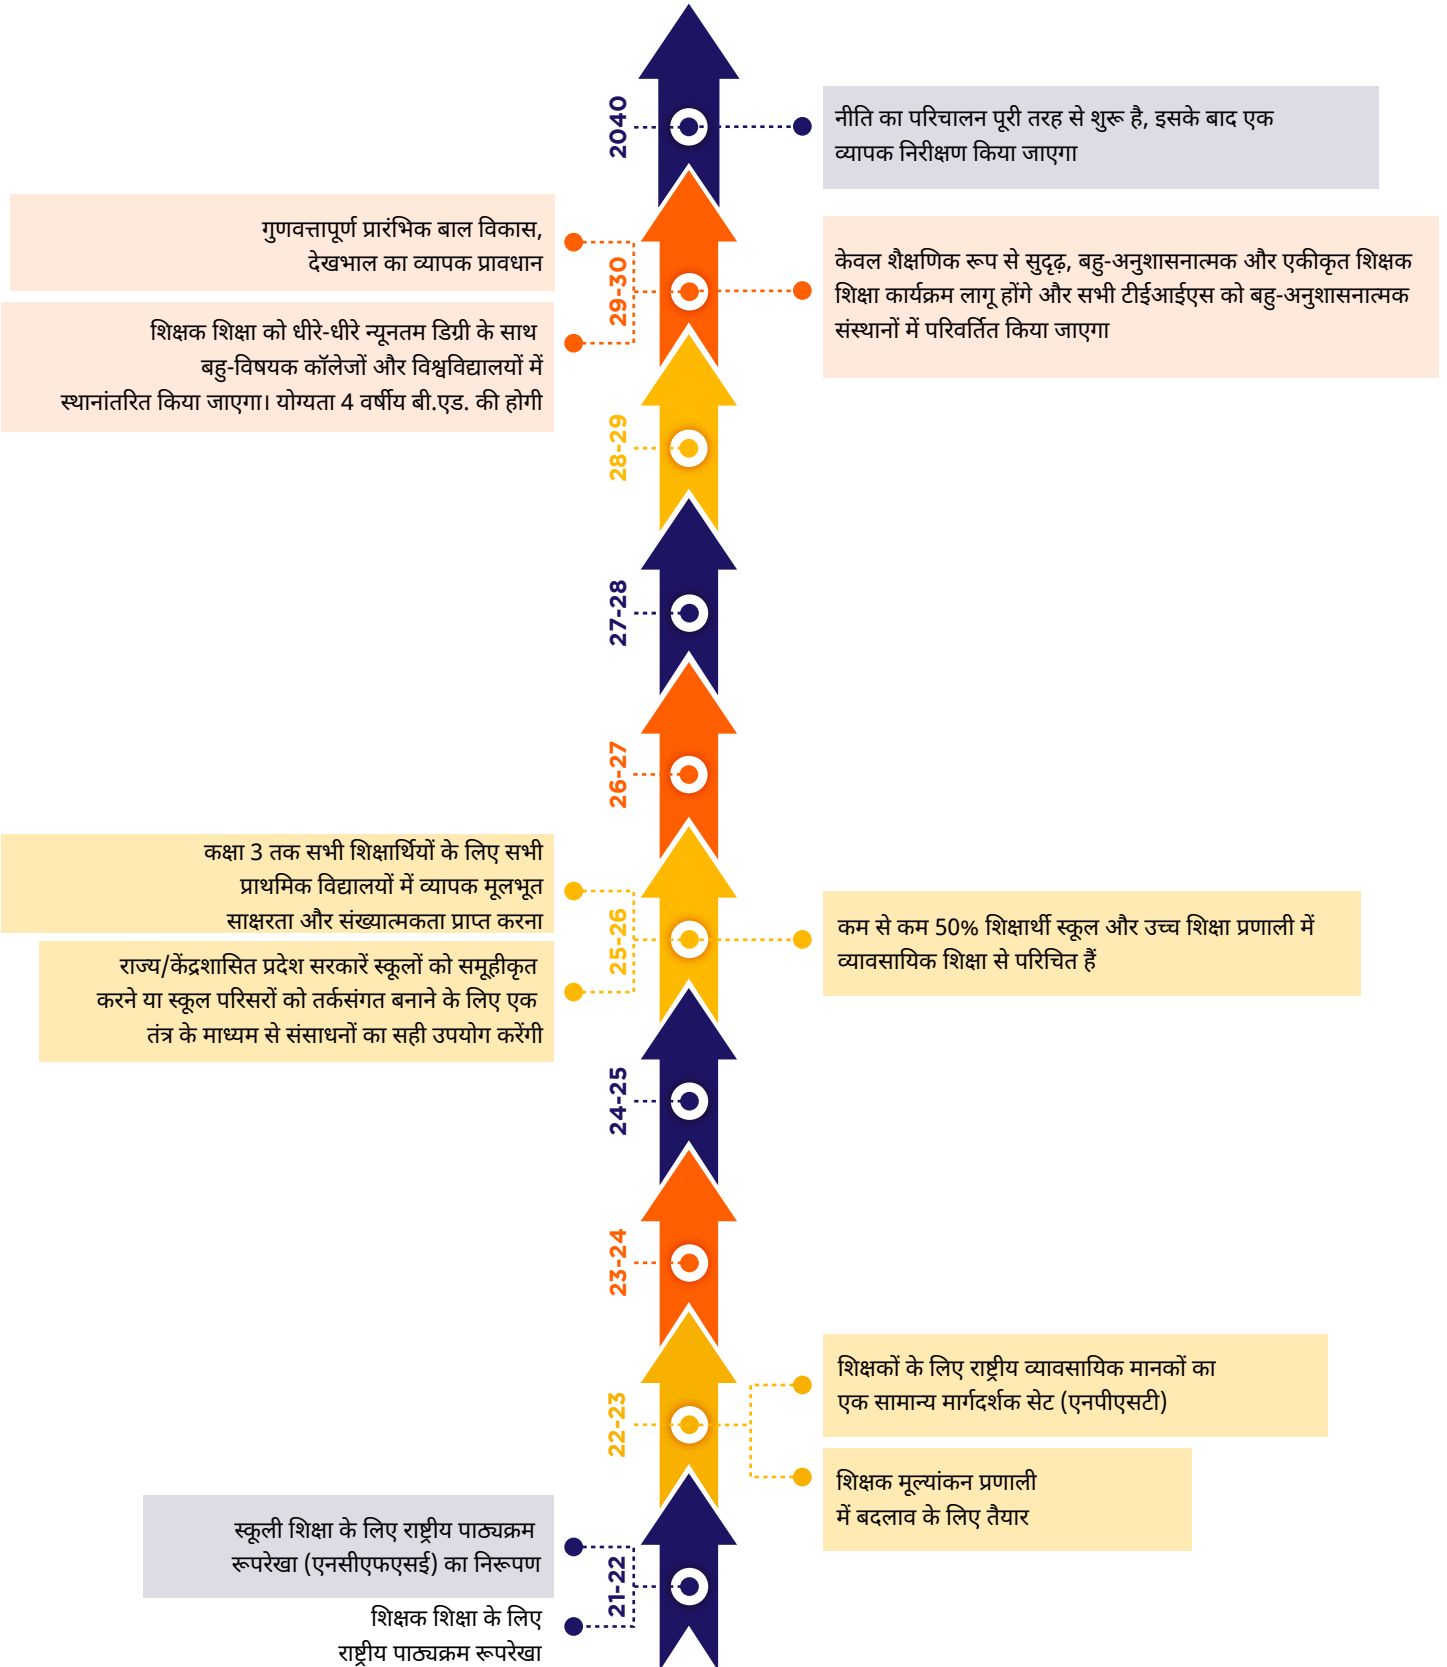 2040
नीति का परिचालन पूरी तरह से शुरू है, इसके बाद एक
व्यापक निरीक्षण किया जाएगा
गुणवत्तापूर्ण प्रारंभिक बाल विकास,
देखभाल का व्यापक प्रावधान
29-30
केवल शैक्षणिक रूप से सुदृढ़, बहु-अनुशासनात्मक और एकीकृत शिक्षक
शिक्षा कार्यक्रम लागू होंगे और सभी टीईआईएस को बहु-अनुशासनात्मक
संस्थानों में परिवर्तित किया जाएगा
शिक्षक शिक्षा को धीरे-धीरे न्यूनतम डिग्री के साथ
बहु-विषयक कॉलेजों और विश्वविद्यालयों में
स्थानांतरित किया जाएगा। योग्यता 4 वर्षीय बी.एड. की होगी
28-29
27-28
26-27
कक्षा 3 तक सभी शिक्षार्थियों के लिए सभी
प्राथमिक विद्यालयों में व्यापक मूलभूत
साक्षरता और संख्यात्मकता प्राप्त करना
25-26
कम से कम 50% शिक्षार्थी स्कूल और उच्च शिक्षा प्रणाली में
व्यावसायिक शिक्षा से परिचित हैं
राज्य/केंद्रशासित प्रदेश सरकारें स्कूलों को समूहीकृत
करने या स्कूल परिसरों को तर्कसंगत बनाने के लिए एक
तंत्र के माध्यम से संसाधनों का सही उपयोग करेंगी
24-25
23-24
22-23
शिक्षकों के लिए राष्ट्रीय व्यावसायिक मानकों का
एक सामान्य मार्गदर्शक सेट (एनपीएसटी)
शिक्षक मूल्यांकन प्रणाली
में बदलाव के लिए तैयार
स्कूली शिक्षा के लिए राष्ट्रीय पाठ्यक्रम
रूपरेखा (एनसीएफएसई) का निरूपण
21-22
शिक्षक शिक्षा के लिए
राष्ट्रीय पाठ्यक्रम रूपरेखा